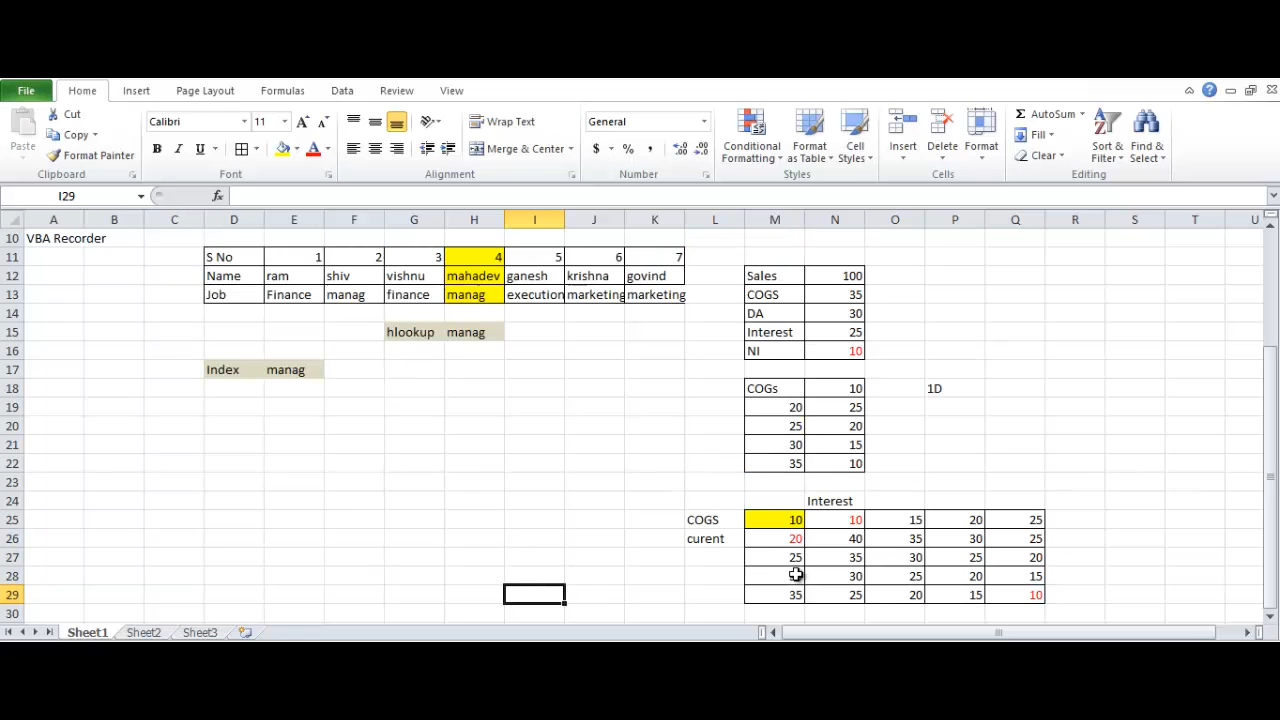 File Home Insert Page Layout Formulas Data Review View
Cut
Copy
Format Painter
Paste
Clipboard
Calibri 11
B I U
Font
Wrap Text
Merge & Center
Alignment
General
$ % ,
Number
Conditional Formatting
Format as Table
Cell Styles
Styles
Insert Delete Format
Cells
AutoSum
Fill
Clear
Sort & Filter
Find & Select
Editing
I29 fx
A B C D E F G H I J K L M N O P Q R S T U
10 VBA Recorder
11 S No 1 2 3 4 5 6 7
12 Name ram shiv vishnu mahadev ganesh krishna govind Sales 100
13 Job Finance manag finance manag execution marketing marketing COGS 35
14 DA 30
15 hlookup manag Interest 25
16 NI 10
17 Index manag
18 COGs 10 1D
19 20 25
20 25 20
21 30 15
22 35 10
23
24 Interest
25 COGS 10 10 15 20 25
26 curent 20 40 35 30 25
27 25 35 30 25 20
28 30 25 20 15
29 35 25 20 15 10
30
Sheet1 Sheet2 Sheet3